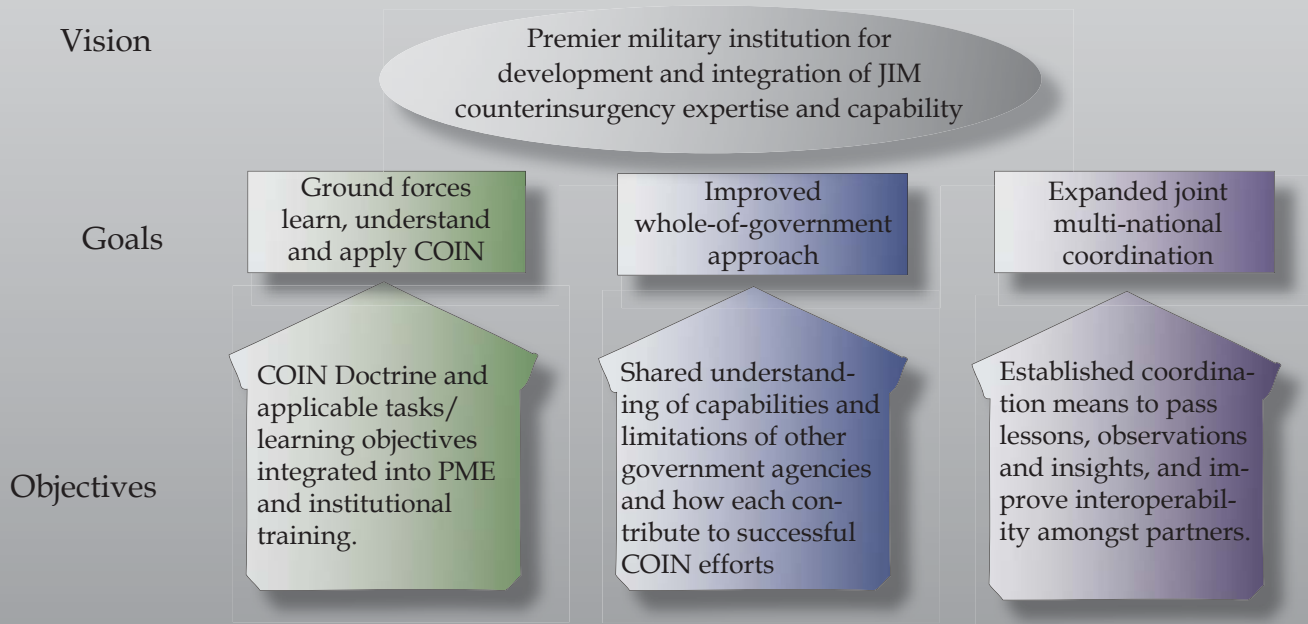 Vision
Premier military institution for
development and integration of JIM
counterinsurgency expertise and capability
Goals
Ground forces
learn, understand
and apply COIN
Improved
whole-of-government
approach
Expanded joint
multi-national
coordination
Objectives
COIN Doctrine and
applicable tasks/
learning objectives
integrated into PME
and institutional
training.
Shared understand-
ing of capabilities and
limitations of other
government agencies
and how each con-
tribute to successful
COIN efforts
Established coordina-
tion means to pass
lessons, observations
and insights, and im-
prove interoperabil-
ity amongst partners.